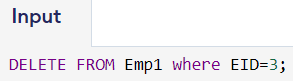 Input
DELETE FROM Emp1 where EID=3;